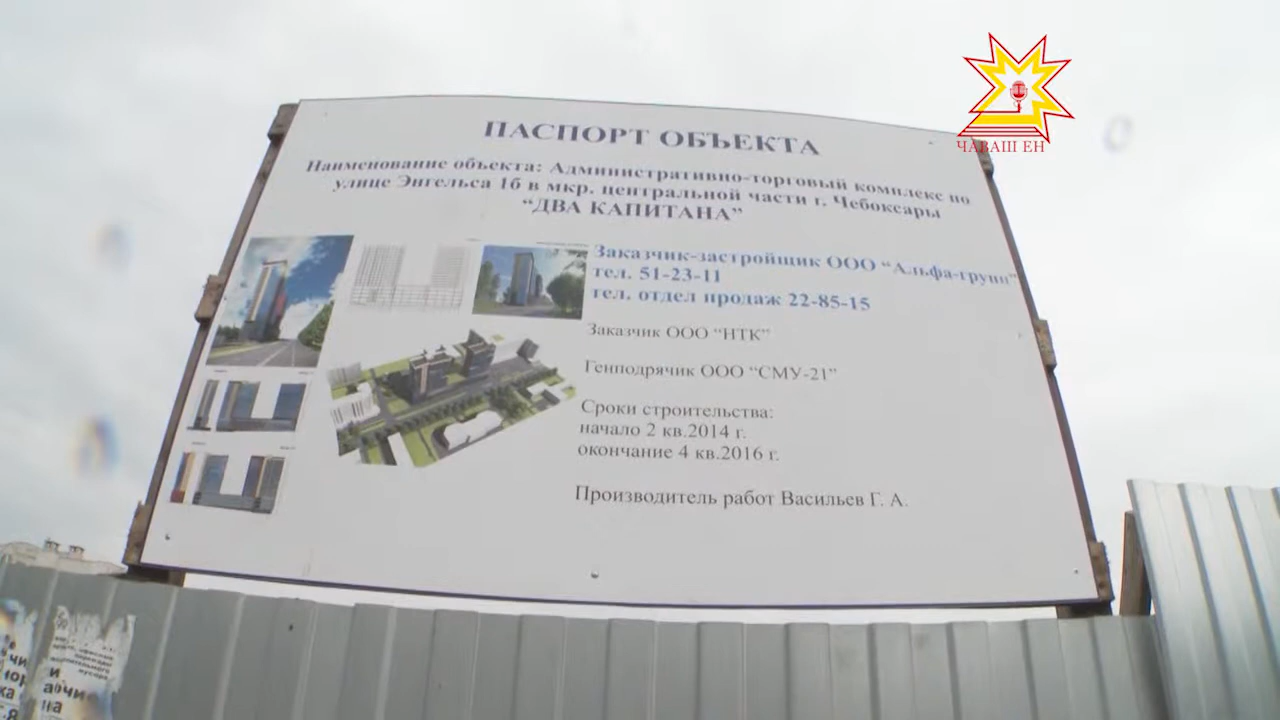 ЧАВАШ ЕН
ПАСПОРТ ОБЪЕКТА
Наименование объекта: Административно-торговый комплекс по
улице Энгельса 1б в мкр. центральной части г. Чебоксары
“ДВА КАПИТАНА”
Заказчик-застройщик ООО “Альфа-групп”
тел. 51-23-11
тел. отдел продаж 22-85-15
Заказчик ООО “НТК”
Генподрячик ООО “СМУ-21”
Сроки строительства:
начало 2 кв.2014 г.
окончание 4 кв.2016 г.
Производитель работ Васильев Г. А.